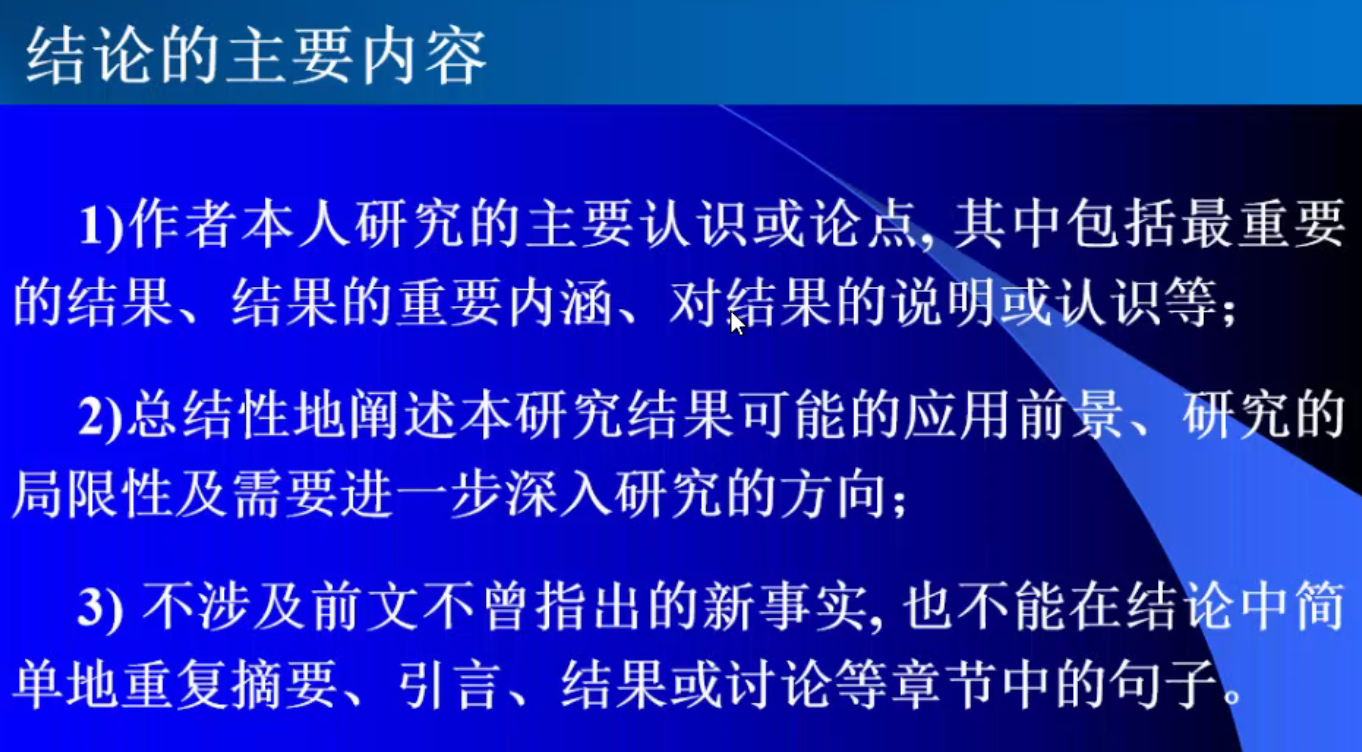 结论的主要内容
1)作者本人研究的主要认识或论点, 其中包括最重要
的结果、结果的重要内涵、对结果的说明或认识等;
2)总结性地阐述本研究结果可能的应用前景、研究的
局限性及需要进一步深入研究的方向;
3) 不涉及前文不曾指出的新事实, 也不能在结论中简
单地重复摘要、引言、结果或讨论等章节中的句子。